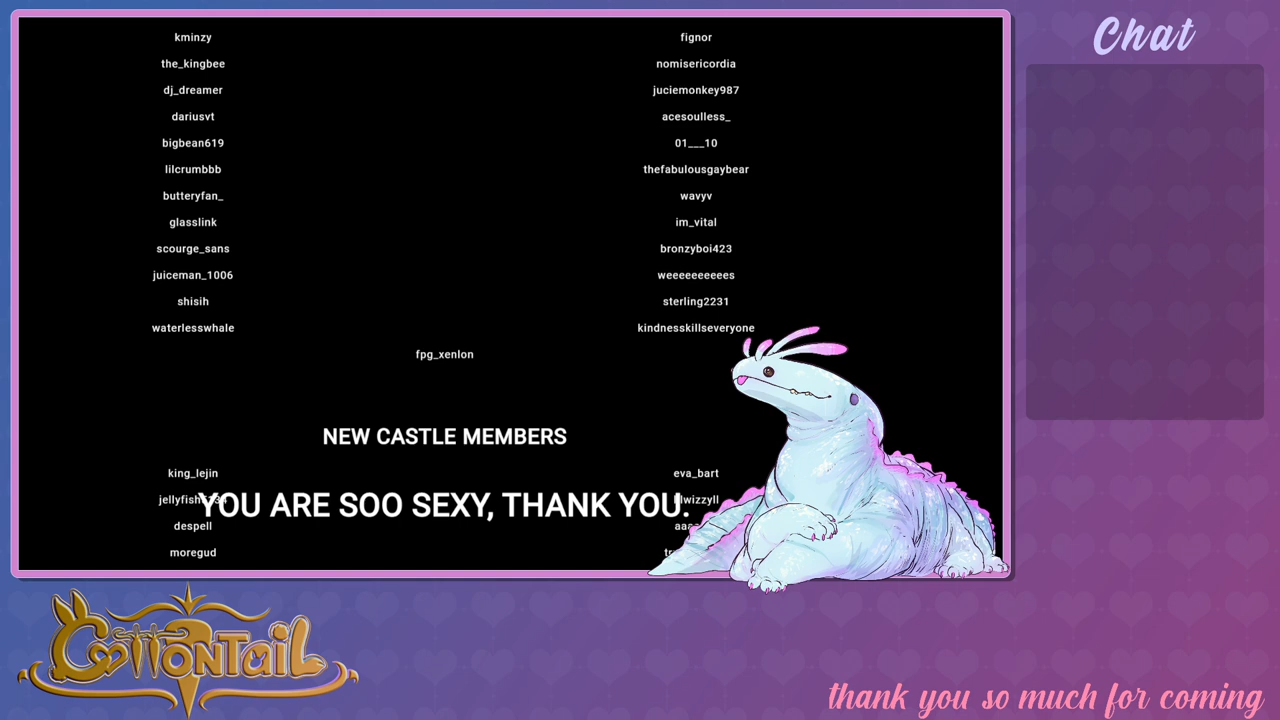 Chat
kminzy fignor
the_kingbee nomisericordia
dj_dreamer juciemonkey987
dariusvt acesoulless_
bigbean619 01___10
lilcrumbbb thefabulousgaybear
butteryfan_ wavyv
glasslink im_vital
scourge_sans bronzyboi423
juiceman_1006 weeeeeeeeees
shisih sterling2231
waterlesswhale kindnesskillseveryone
fpg_xenlon
NEW CASTLE MEMBERS
king_lejin eva_bart
YOU ARE SOO SEXY, THANK YOU.
despell
moregud
CottonTail
thank you so much for coming